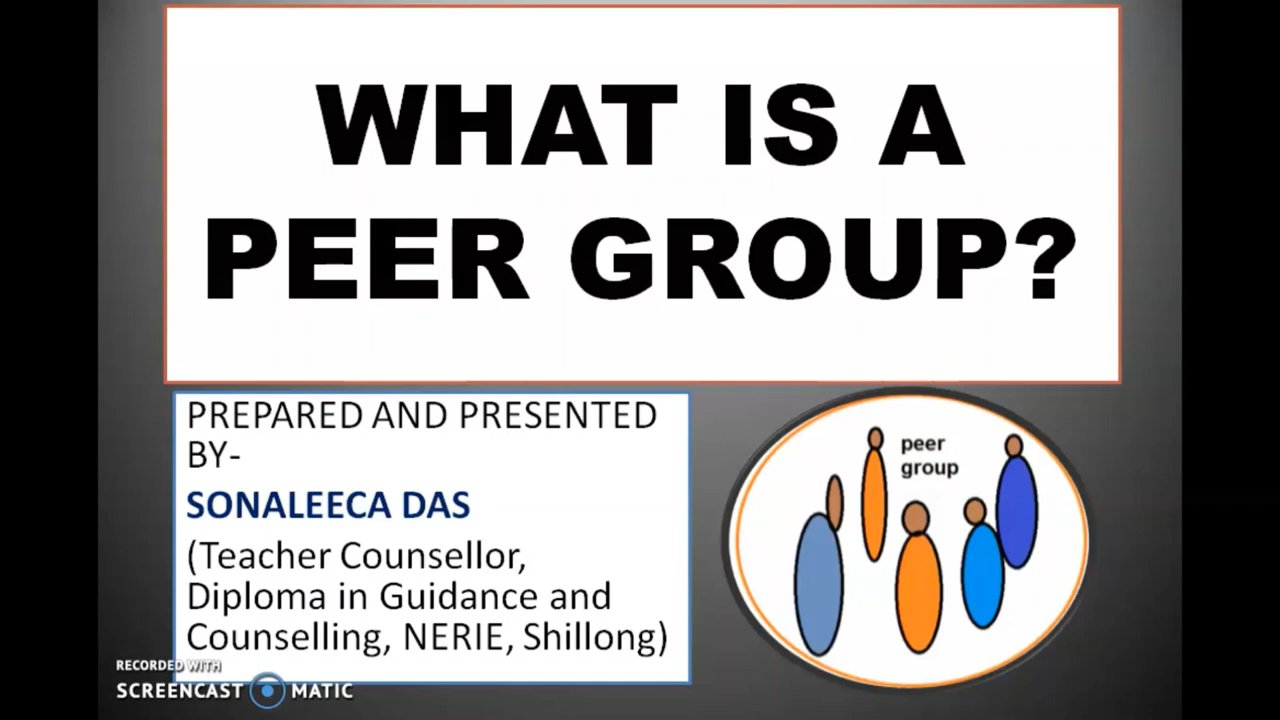 WHAT IS A
PEER GROUP?
PREPARED AND PRESENTED
BY-
SONALEECA DAS
(Teacher Counsellor,
Diploma in Guidance and
Counselling, NERIE, Shillong)
peer
group
RECORDED WITH
SCREENCAST MATIC